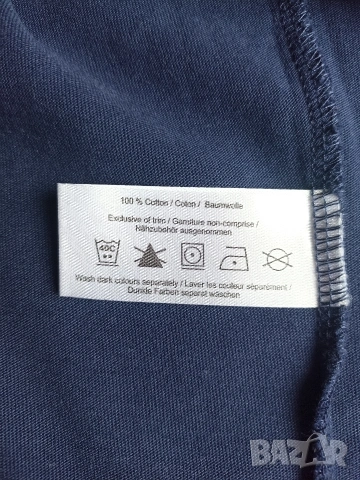 100 % Cotton / Coton / Baumwolle
Exclusive of trim / Garniture non-comprise /
Nähzubehör ausgenommen
40C
Wash dark colours separately / Laver les couleur séparément /
Dunkle Farben separat waschen
BAZAR